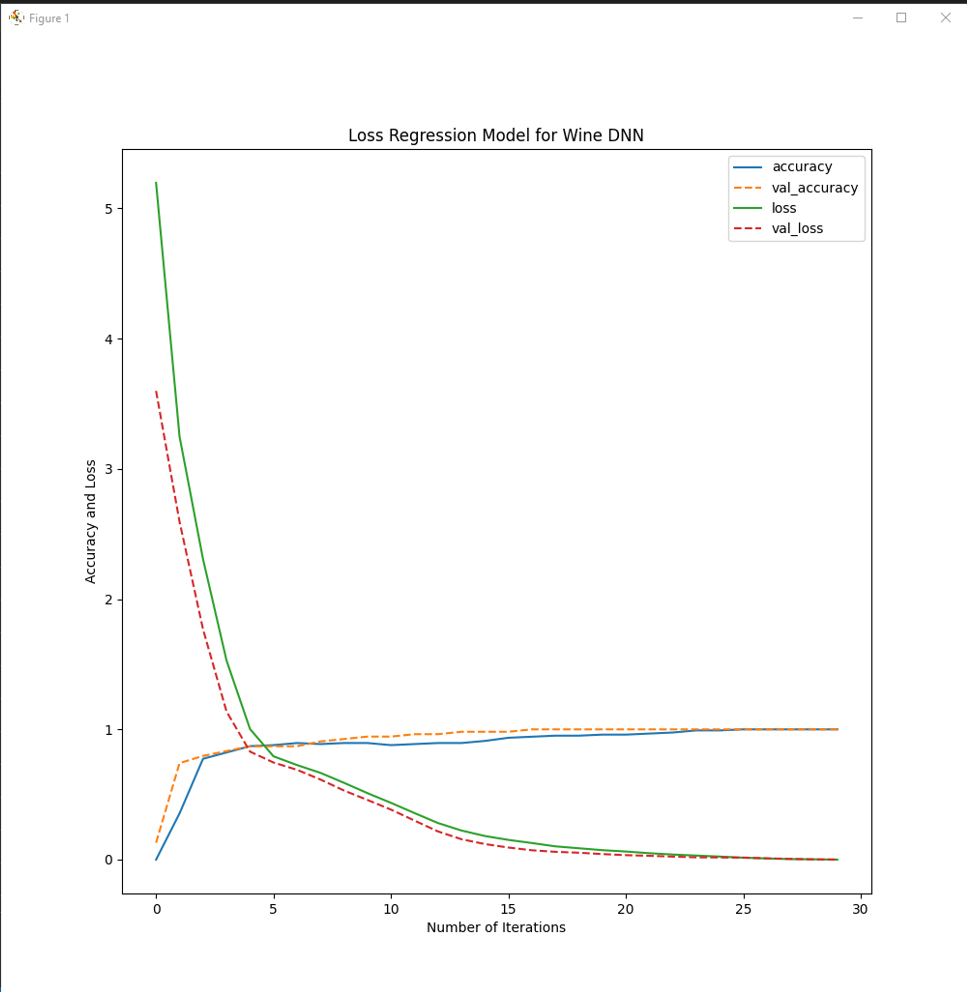 Figure 1
Loss Regression Model for Wine DNN
accuracy
val_accuracy
loss
val_loss
Accuracy and Loss
5
4
3
2
1
0
0 5 10 15 20 25 30
Number of Iterations